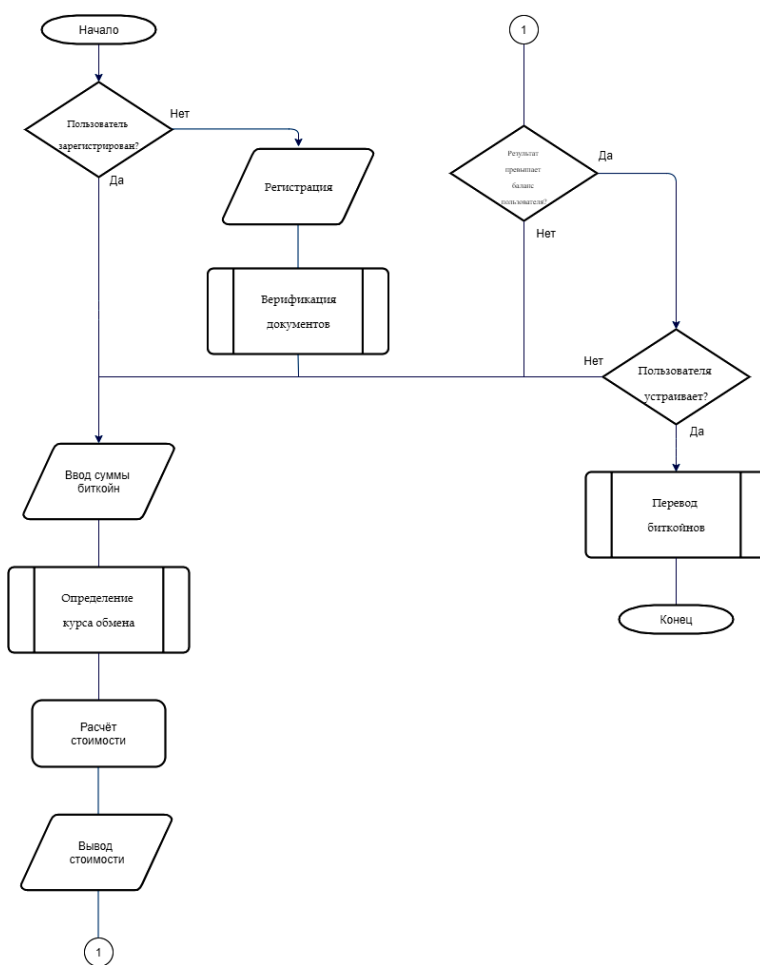 Начало
Пользователь
зарегистрирован?
Нет
Да
Регистрация
Верификация
документов
Ввод суммы
биткойн
Определение
курса обмена
Расчёт
стоимости
Вывод
стоимости
1
1
Результат
превышает
баланс
пользователя?
Да
Нет
Пользователя
устраивает?
Нет
Да
Перевод
биткойнов
Конец